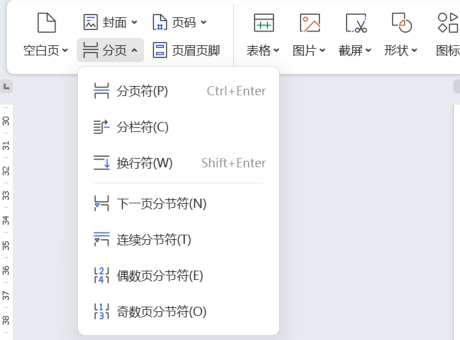 封面 页码
空白页 分页 页眉页脚 表格 图片 截屏 形状 图标
分页符(P) Ctrl+Enter
分栏符(C)
换行符(W) Shift+Enter
下一页分节符(N)
连续分节符(T)
偶数页分节符(E)
奇数页分节符(O)
30
31
32
33
34
35
36
37
38